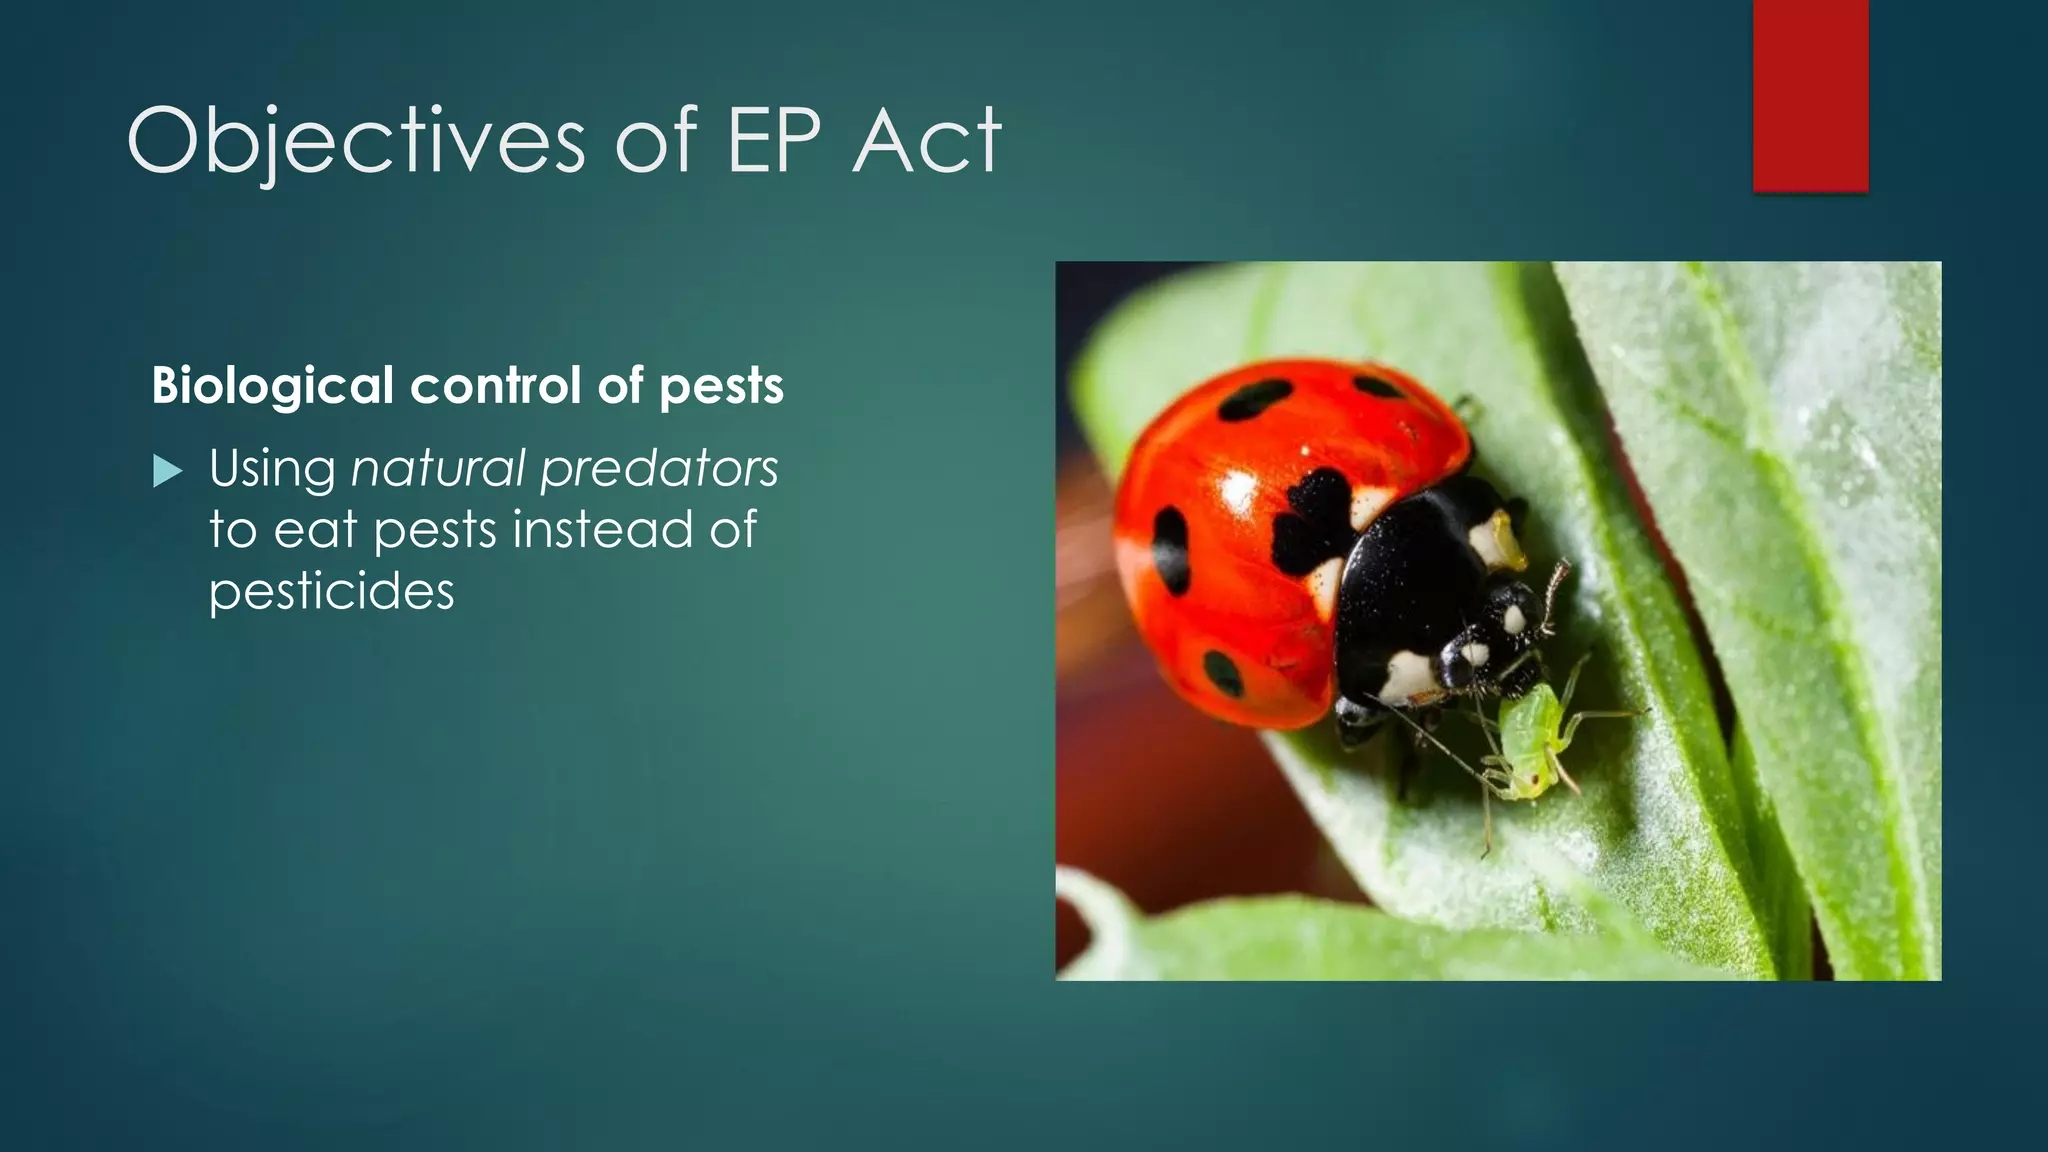 Objectives of EP Act
Biological control of pests
Using natural predators
to eat pests instead of
pesticides